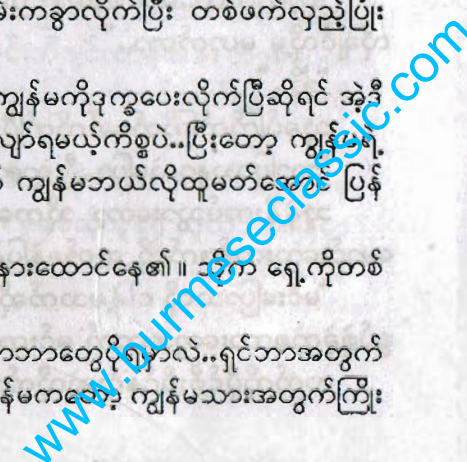 မ်းကခွာလိုက်ပြီး တစ်ဖက်လှည့်ပြုး
ကျွန်မကိုဒုက္ခပေးလိုက်ပြီဆိုရင် အဲ့ဒီ
လျာ်ရမယ့်ကိစ္စပဲ..ပြီးတော့ ကျွန်မရဲ့
ကျွန်မဘယ်လိုထူမတ်အောင် ပြန်
နားထောင်နေ၏။ သူ့ကို ရှေ့ကိုတစ်
ာဘာတွေပိုရမှာလဲ..ရှင်ဘာအတွက်
န်မကတော့ ကျွန်မသားအတွက်ကြိုး
www.burmeseclassic.com